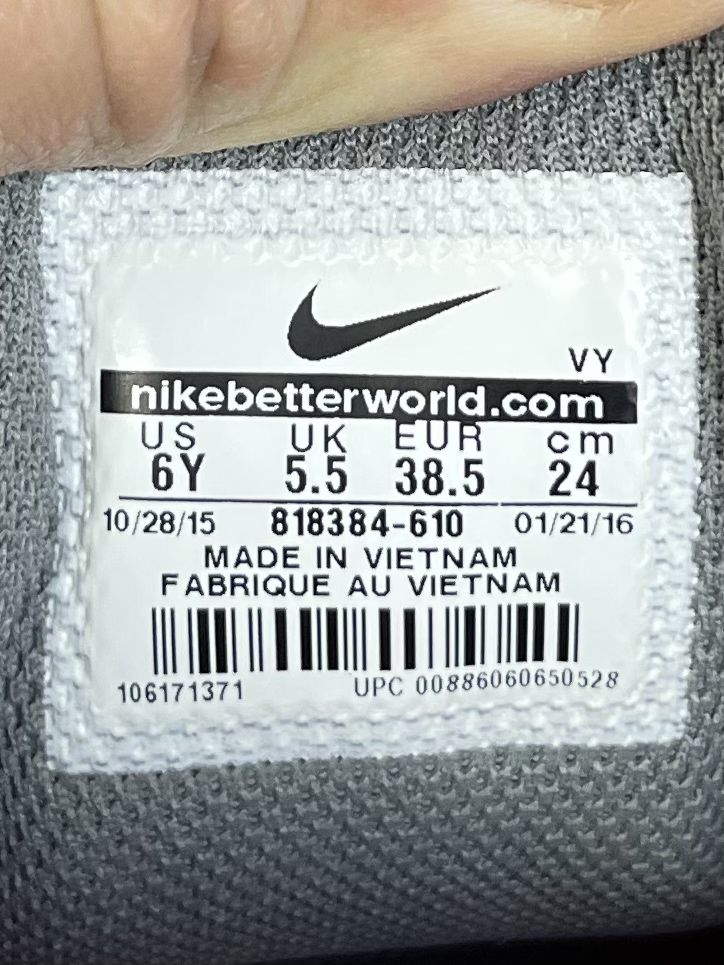 VY
nikebetterworld.com
US UK EUR cm
6Y 5.5 38.5 24
10/28/15 818384-610 01/21/16
MADE IN VIETNAM
FABRIQUE AU VIETNAM
106171371 UPC 00886060650528